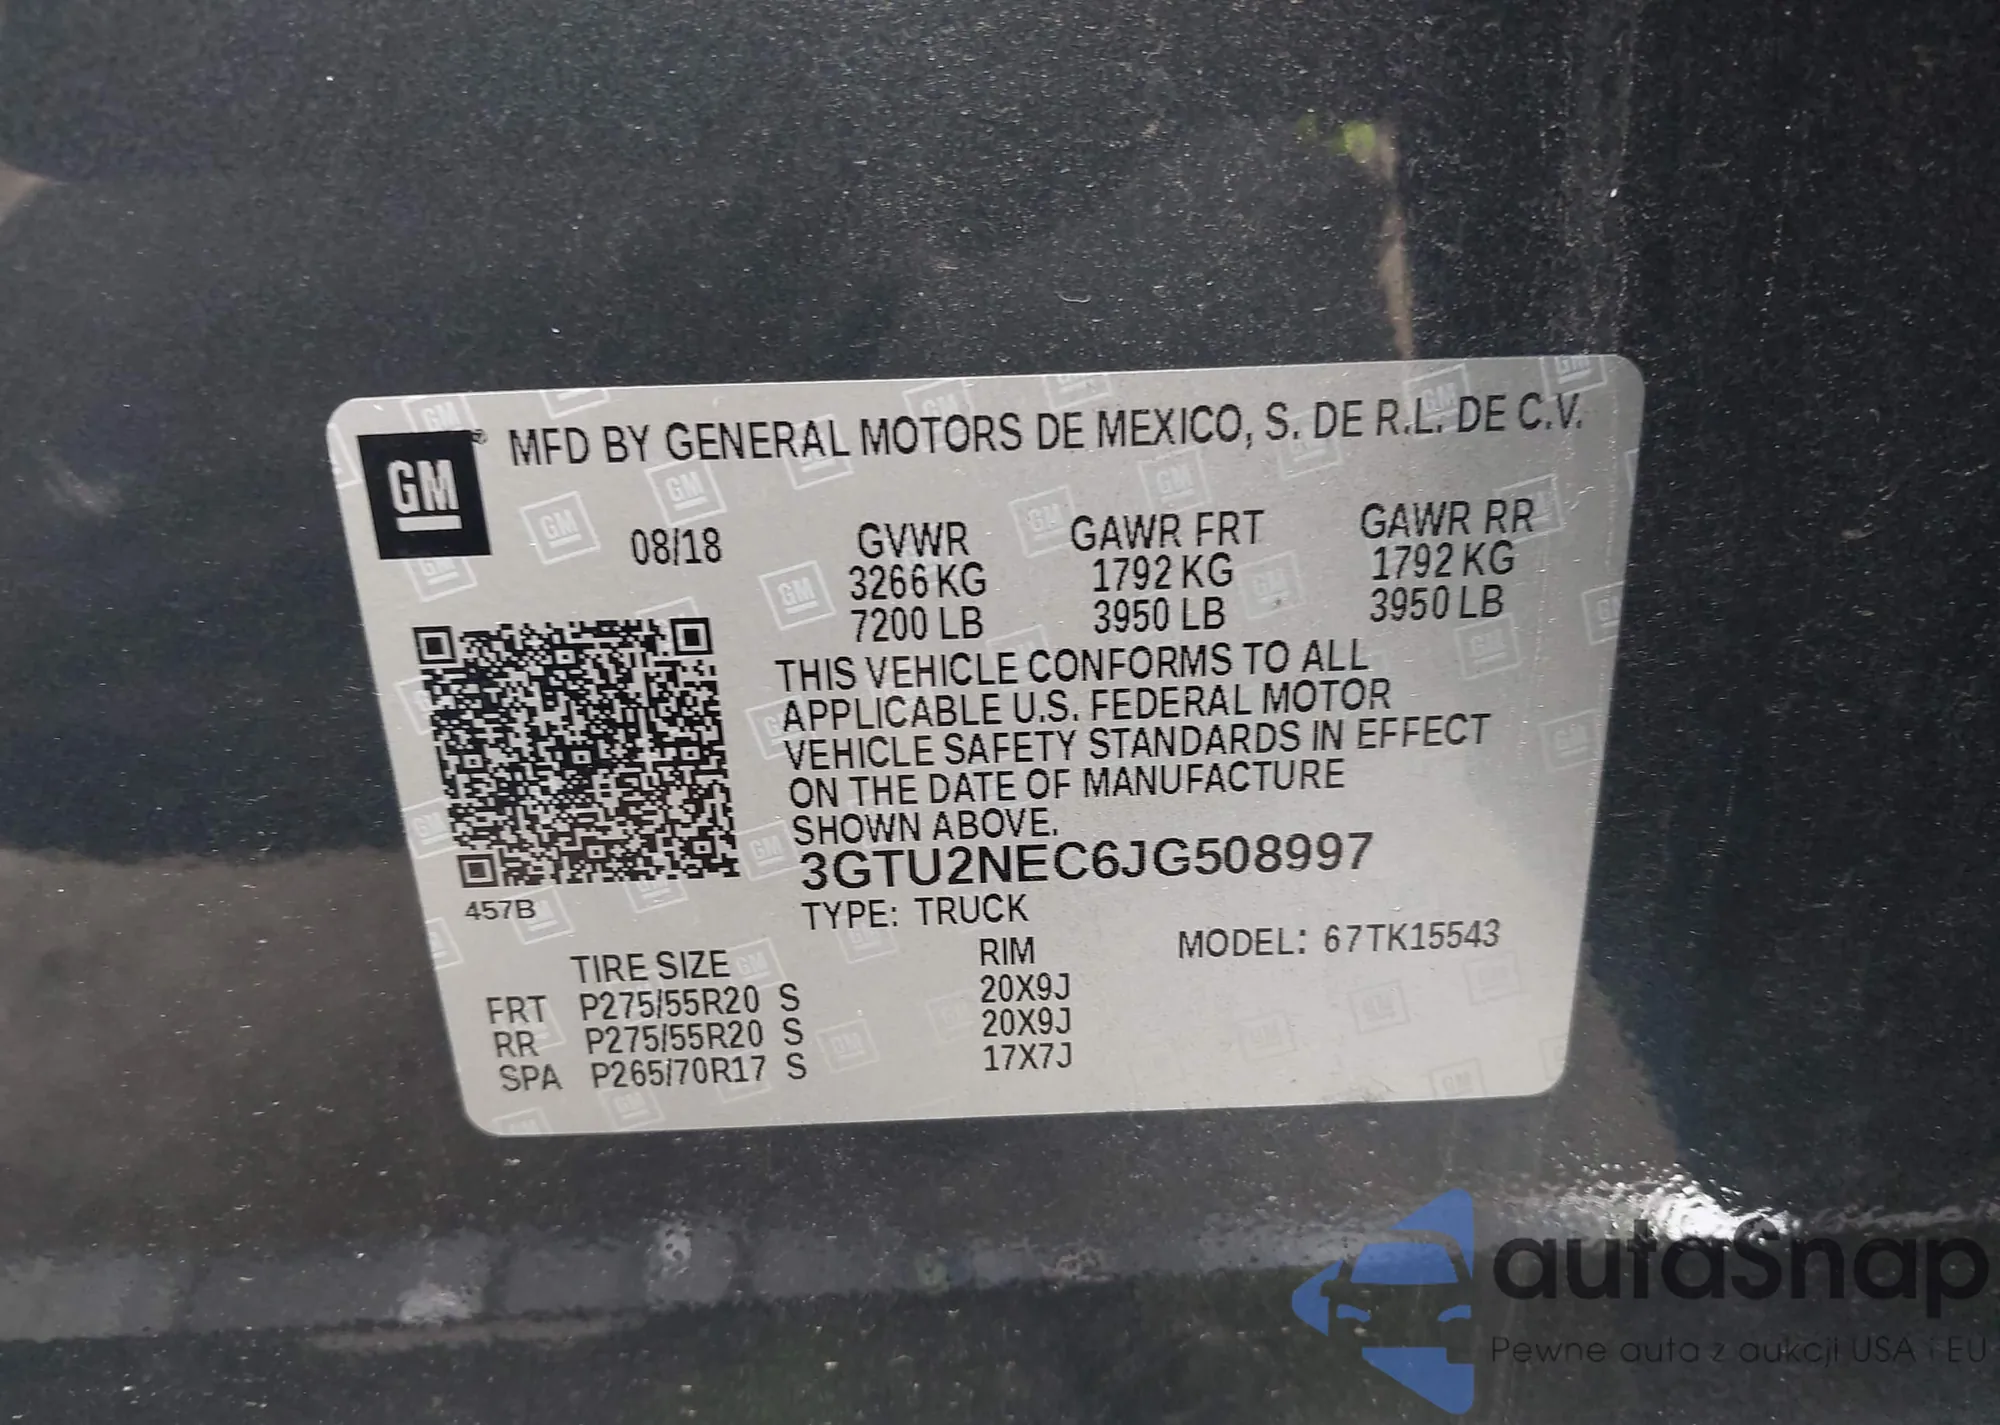 GM ®
MFD BY GENERAL MOTORS DE MEXICO, S. DE R.L. DE C.V.
08/18 GVWR GAWR FRT GAWR RR
3266 KG 1792 KG 1792 KG
7200 LB 3950 LB 3950 LB
THIS VEHICLE CONFORMS TO ALL
APPLICABLE U.S. FEDERAL MOTOR
VEHICLE SAFETY STANDARDS IN EFFECT
ON THE DATE OF MANUFACTURE
SHOWN ABOVE.
3GTU2NEC6JG508997
457B
TYPE: TRUCK
TIRE SIZE RIM MODEL: 67TK15543
FRT P275/55R20 S 20X9J
RR P275/55R20 S 20X9J
SPA P265/70R17 S 17X7J
autaSnap
Pewne auta z aukcji USA i EU